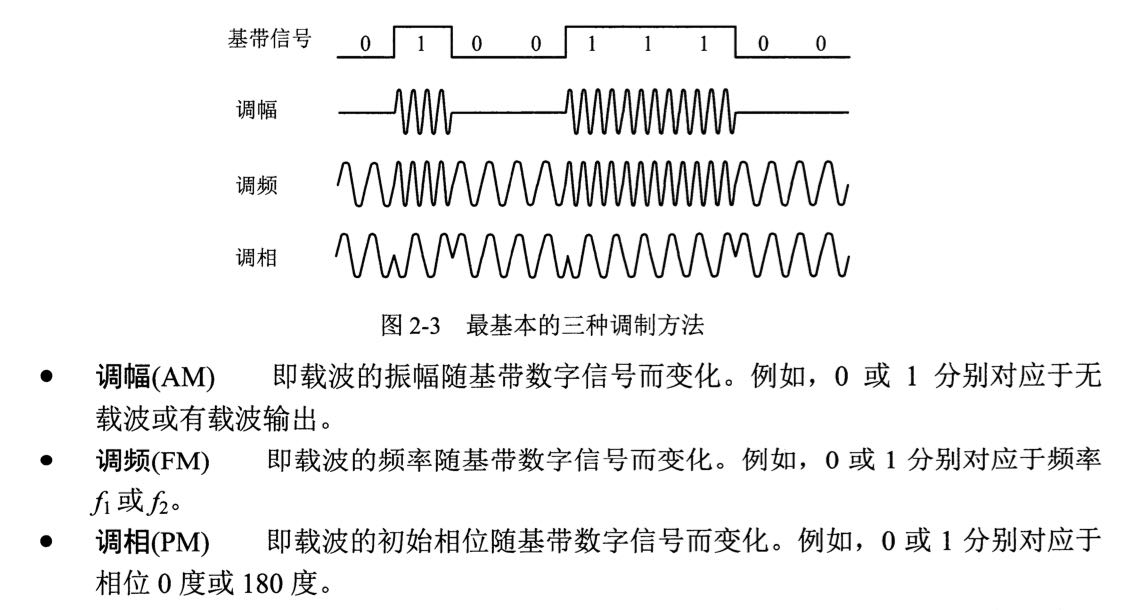 基带信号 0 1 0 0 1 1 1 0 0
调幅
调频
调相
图 2-3 最基本的三种调制方法
● 调幅(AM) 即载波的振幅随基带数字信号而变化。例如，0 或 1 分别对应于无
载波或有载波输出。
● 调频(FM) 即载波的频率随基带数字信号而变化。例如，0 或 1 分别对应于频率
f1 或 f2。
● 调相(PM) 即载波的初始相位随基带数字信号而变化。例如，0 或 1 分别对应于
相位 0 度或 180 度。